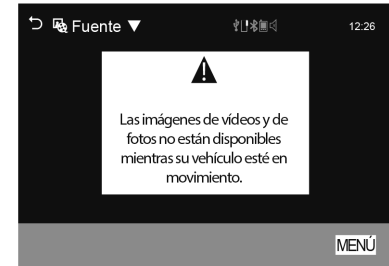 Fuente ▼
12:26
Las imágenes de vídeos y de
fotos no están disponibles
mientras su vehículo esté en
movimiento.
MENÚ